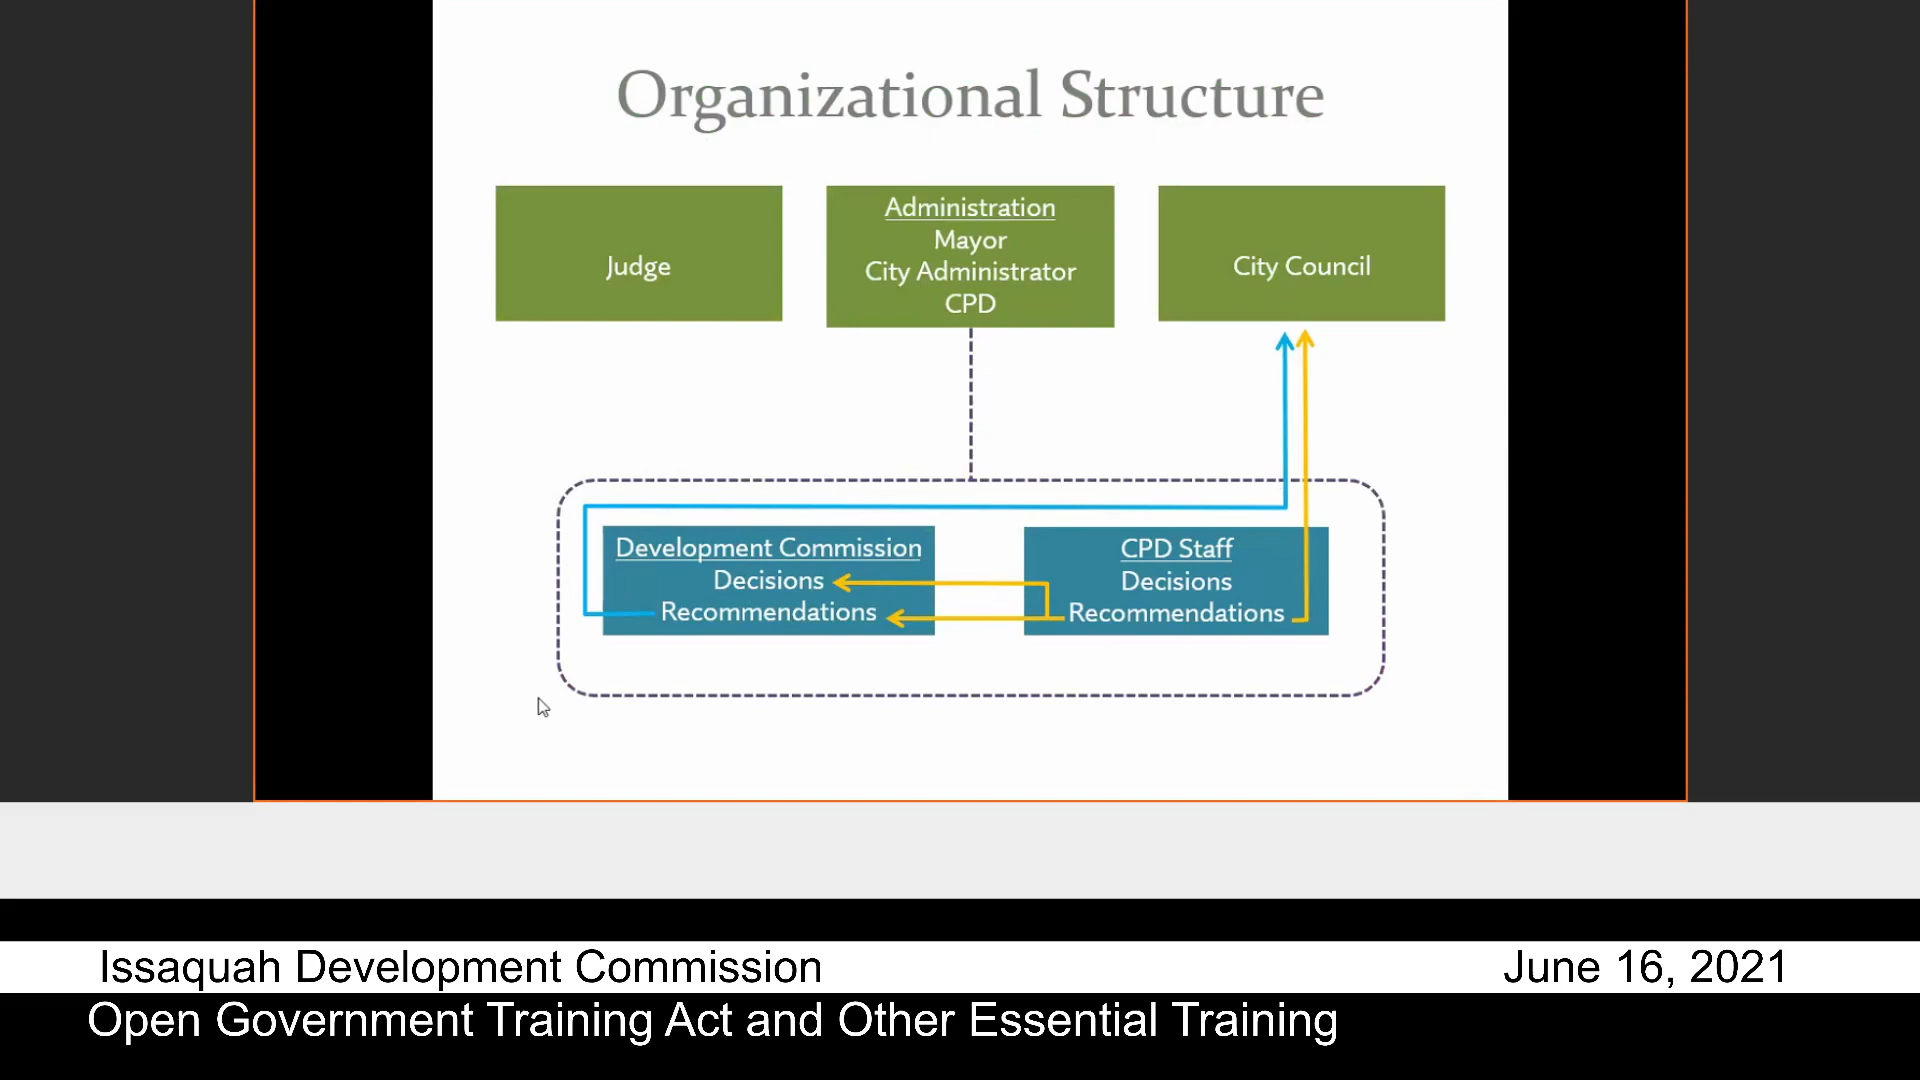 Organizational Structure
Judge
Administration
Mayor
City Administrator
CPD
City Council
Development Commission
Decisions
Recommendations
CPD Staff
Decisions
Recommendations
Issaquah Development Commission
June 16, 2021
Open Government Training Act and Other Essential Training